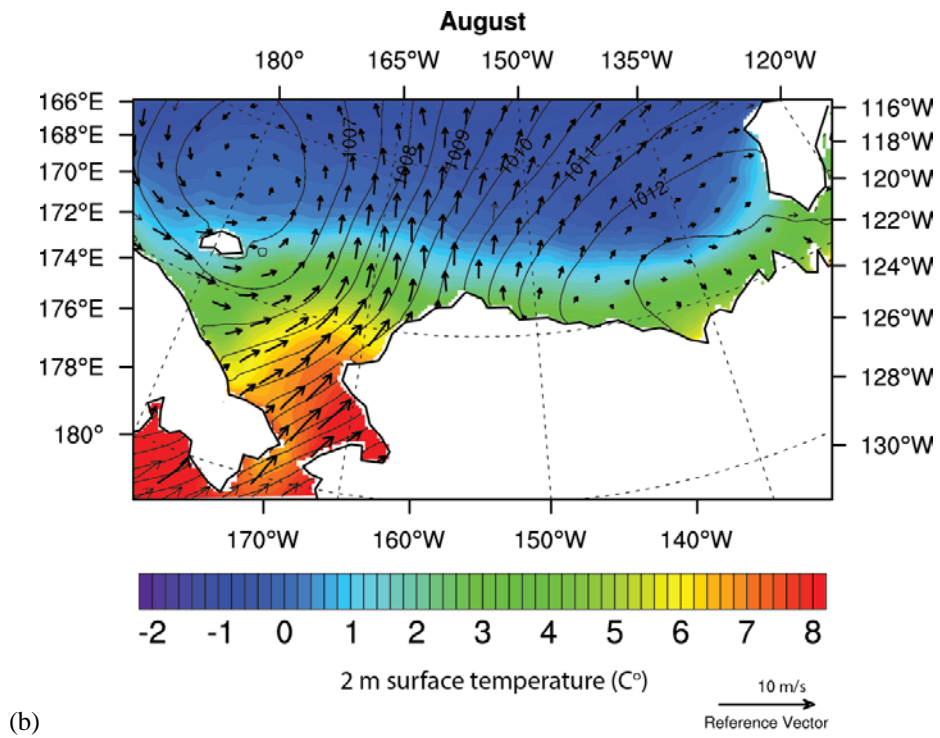 August
180° 165°W 150°W 135°W 120°W
166°E 116°W
168°E 118°W
170°E 120°W
172°E 122°W
174°E 124°W
176°E 126°W
178°E 128°W
180° 130°W
1007 1008 1009 1010 1011 1012
170°W 160°W 150°W 140°W
-2 -1 0 1 2 3 4 5 6 7 8
2 m surface temperature (C°)
10 m/s
Reference Vector
(b)